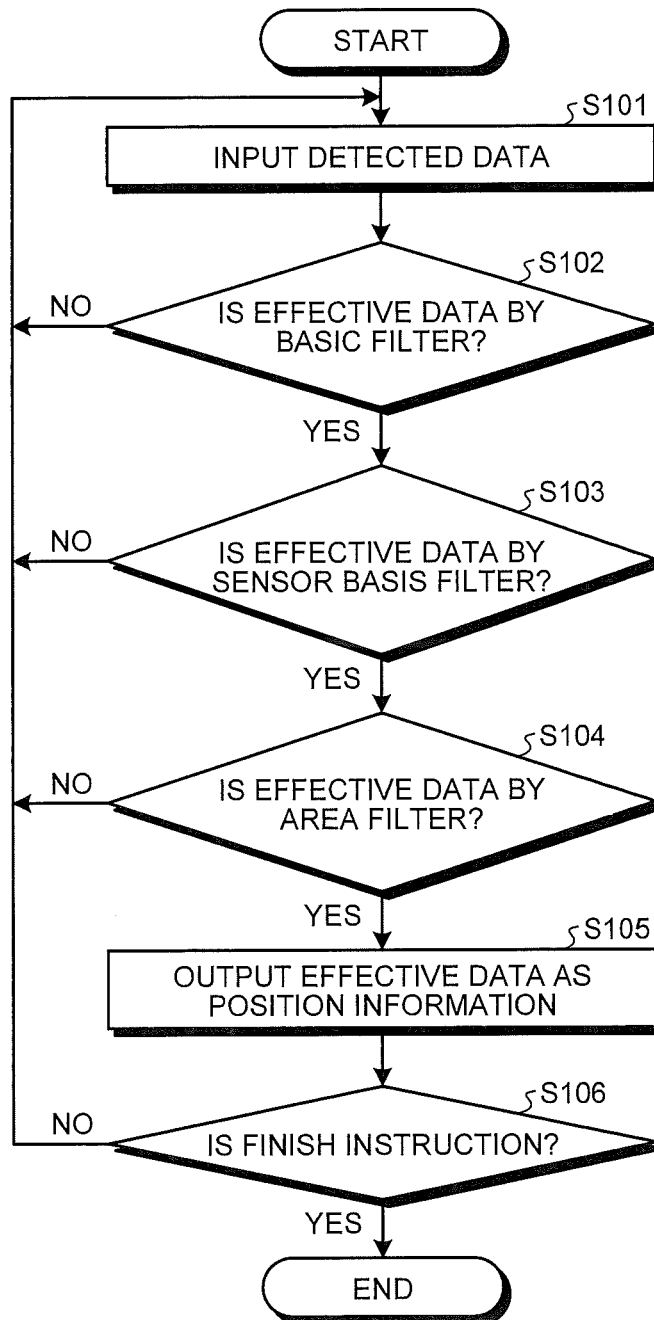 START
S101
INPUT DETECTED DATA
S102
IS EFFECTIVE DATA BY
BASIC FILTER?
NO
YES
S103
IS EFFECTIVE DATA BY
SENSOR BASIS FILTER?
NO
YES
S104
IS EFFECTIVE DATA BY
AREA FILTER?
NO
YES
S105
OUTPUT EFFECTIVE DATA AS
POSITION INFORMATION
S106
IS FINISH INSTRUCTION?
NO
YES
END